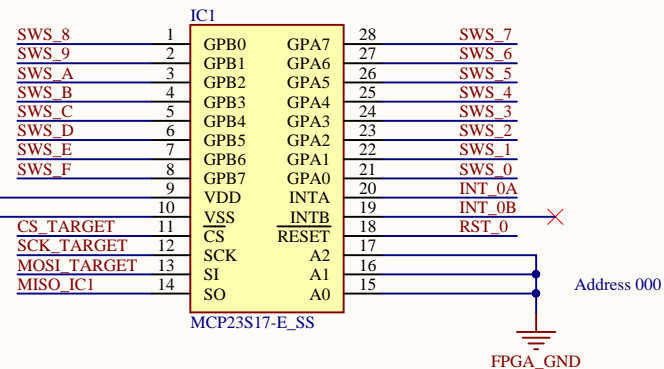 IC1
SWS_8 1 GPB0 GPA7 28 SWS_7
SWS_9 2 GPB1 GPA6 27 SWS_6
SWS_A 3 GPB2 GPA5 26 SWS_5
SWS_B 4 GPB3 GPA4 25 SWS_4
SWS_C 5 GPB4 GPA3 24 SWS_3
SWS_D 6 GPB5 GPA2 23 SWS_2
SWS_E 7 GPB6 GPA1 22 SWS_1
SWS_F 8 GPB7 GPA0 21 SWS_0
9 VDD INTA 20 INT_0A
10 VSS INTB 19 INT_0B
CS_TARGET 11 CS RESET 18 RST_0
SCK_TARGET 12 SCK A2 17
MOSI_TARGET 13 SI A1 16
MISO_IC1 14 SO A0 15
Address 000
MCP23S17-E_SS
FPGA_GND